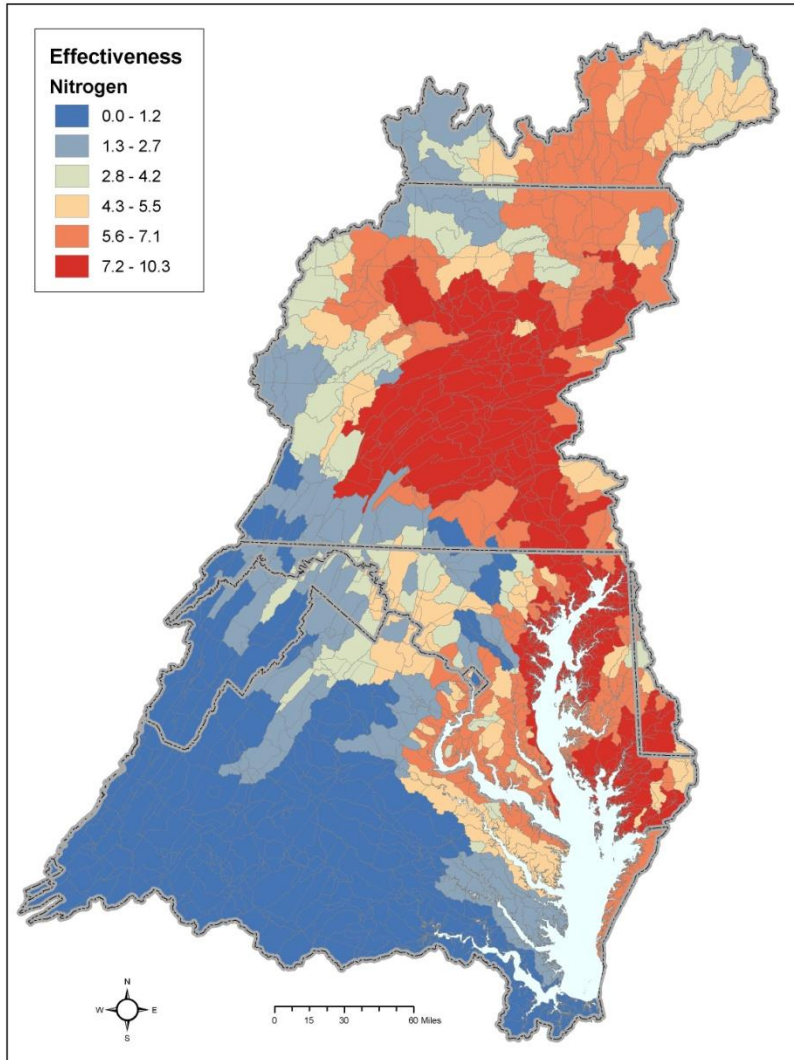 Effectiveness
Nitrogen
0.0 - 1.2
1.3 - 2.7
2.8 - 4.2
4.3 - 5.5
5.6 - 7.1
7.2 - 10.3
N
W E
S
0 15 30 60 Miles